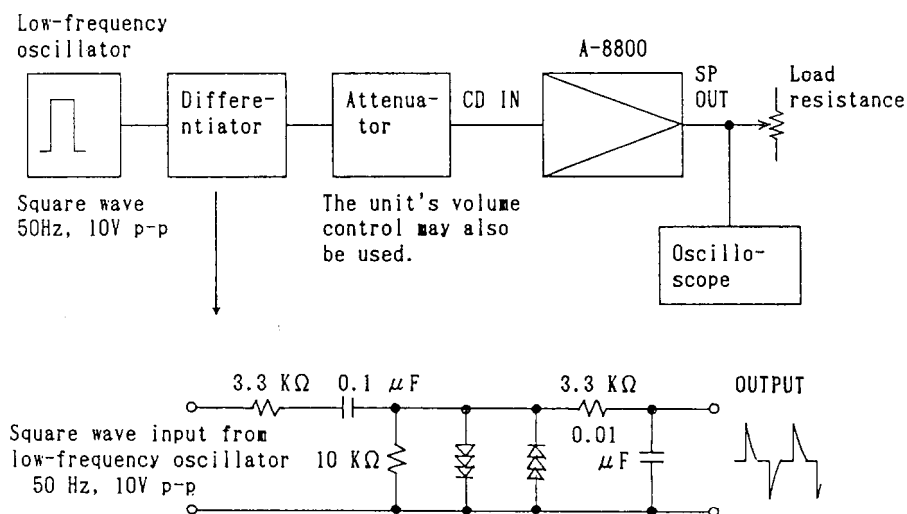 Low-frequency
oscillator
Differe-
ntiator
Attenua-
tor
CD IN
A-8800
SP
OUT
Load
resistance
Square wave
50Hz, 10V p-p
The unit's volume
control may also
be used.
Oscillo-
scope
3.3 KΩ
0.1 μF
3.3 KΩ
OUTPUT
Square wave input from
low-frequency oscillator
50 Hz, 10V p-p
10 KΩ
0.01
μF